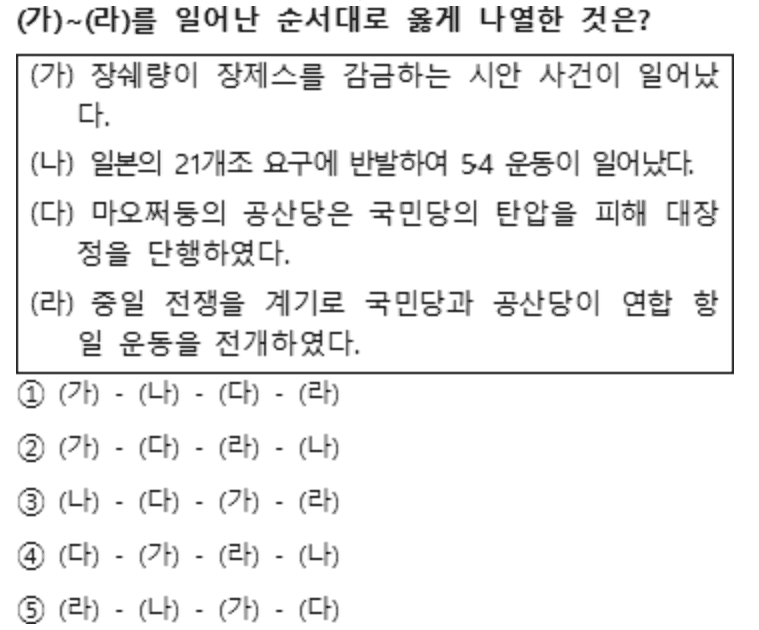 (가)~(라)를 일어난 순서대로 옳게 나열한 것은?
(가) 장쉐량이 장제스를 감금하는 시안 사건이 일어났
다.
(나) 일본의 21개조 요구에 반발하여 5·4 운동이 일어났다.
(다) 마오쩌둥의 공산당은 국민당의 탄압을 피해 대장
정을 단행하였다.
(라) 중일 전쟁을 계기로 국민당과 공산당이 연합 항
일 운동을 전개하였다.
① (가) - (나) - (다) - (라)
② (가) - (다) - (라) - (나)
③ (나) - (다) - (가) - (라)
④ (다) - (가) - (라) - (나)
⑤ (라) - (나) - (가) - (다)